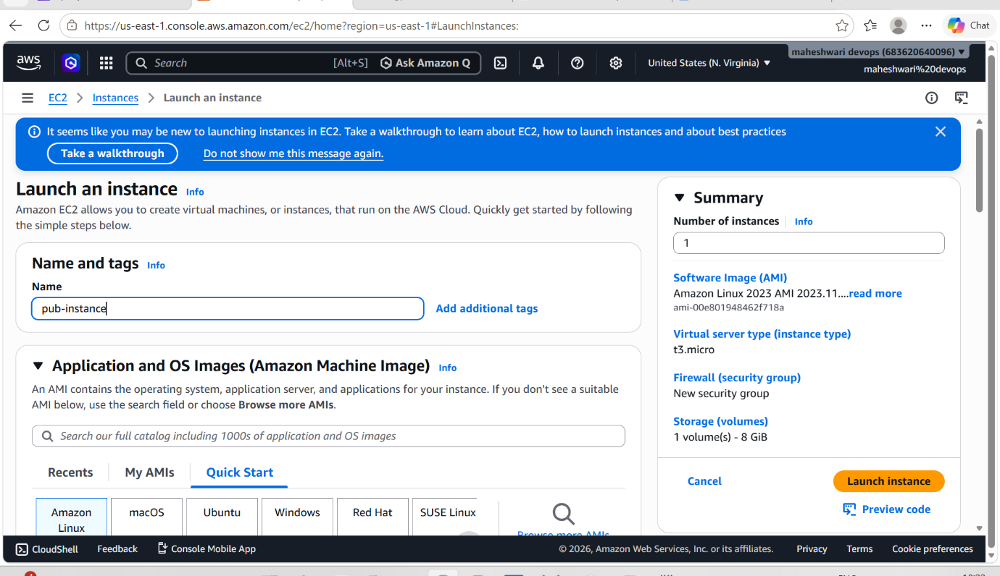 https://us-east-1.console.aws.amazon.com/ec2/home?region=us-east-1#LaunchInstances:
Chat
aws
Search
[Alt+S]
Ask Amazon Q
United States (N. Virginia)
maheshwari devops (683620640096)
maheshwari%20devops
EC2
Instances
Launch an instance
It seems like you may be new to launching instances in EC2. Take a walkthrough to learn about EC2, how to launch instances and about best practices
Take a walkthrough
Do not show me this message again.
Launch an instance Info
Amazon EC2 allows you to create virtual machines, or instances, that run on the AWS Cloud. Quickly get started by following
the simple steps below.
Name and tags Info
Name
pub-instance
Add additional tags
Application and OS Images (Amazon Machine Image) Info
An AMI contains the operating system, application server, and applications for your instance. If you don't see a suitable
AMI below, use the search field or choose Browse more AMIs.
Search our full catalog including 1000s of application and OS images
Recents
My AMIs
Quick Start
Amazon
Linux
macOS
Ubuntu
Windows
Red Hat
SUSE Linux
Browse more AMIs
Summary
Number of instances Info
1
Software Image (AMI)
Amazon Linux 2023 AMI 2023.11....read more
ami-00e801948462f718a
Virtual server type (instance type)
t3.micro
Firewall (security group)
New security group
Storage (volumes)
1 volume(s) - 8 GiB
Cancel
Launch instance
Preview code
CloudShell
Feedback
Console Mobile App
© 2026, Amazon Web Services, Inc. or its affiliates.
Privacy
Terms
Cookie preferences